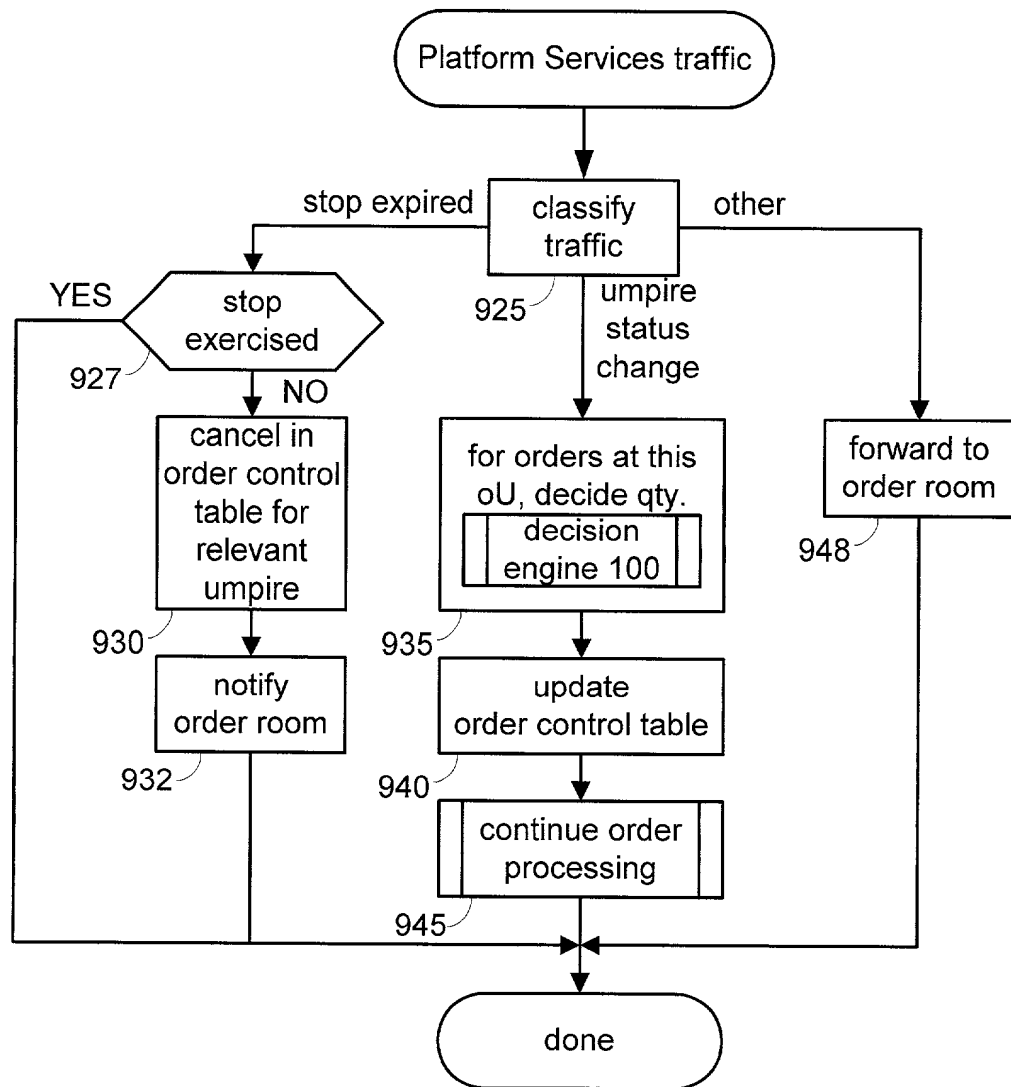 Platform Services traffic
stop expired
classify
traffic
other
925
YES
stop
exercised
927
NO
umpire
status
change
cancel in
order control
table for
relevant
umpire
930
for orders at this
oU, decide qty.
decision
engine 100
935
forward to
order room
948
notify
order room
932
update
order control table
940
continue order
processing
945
done